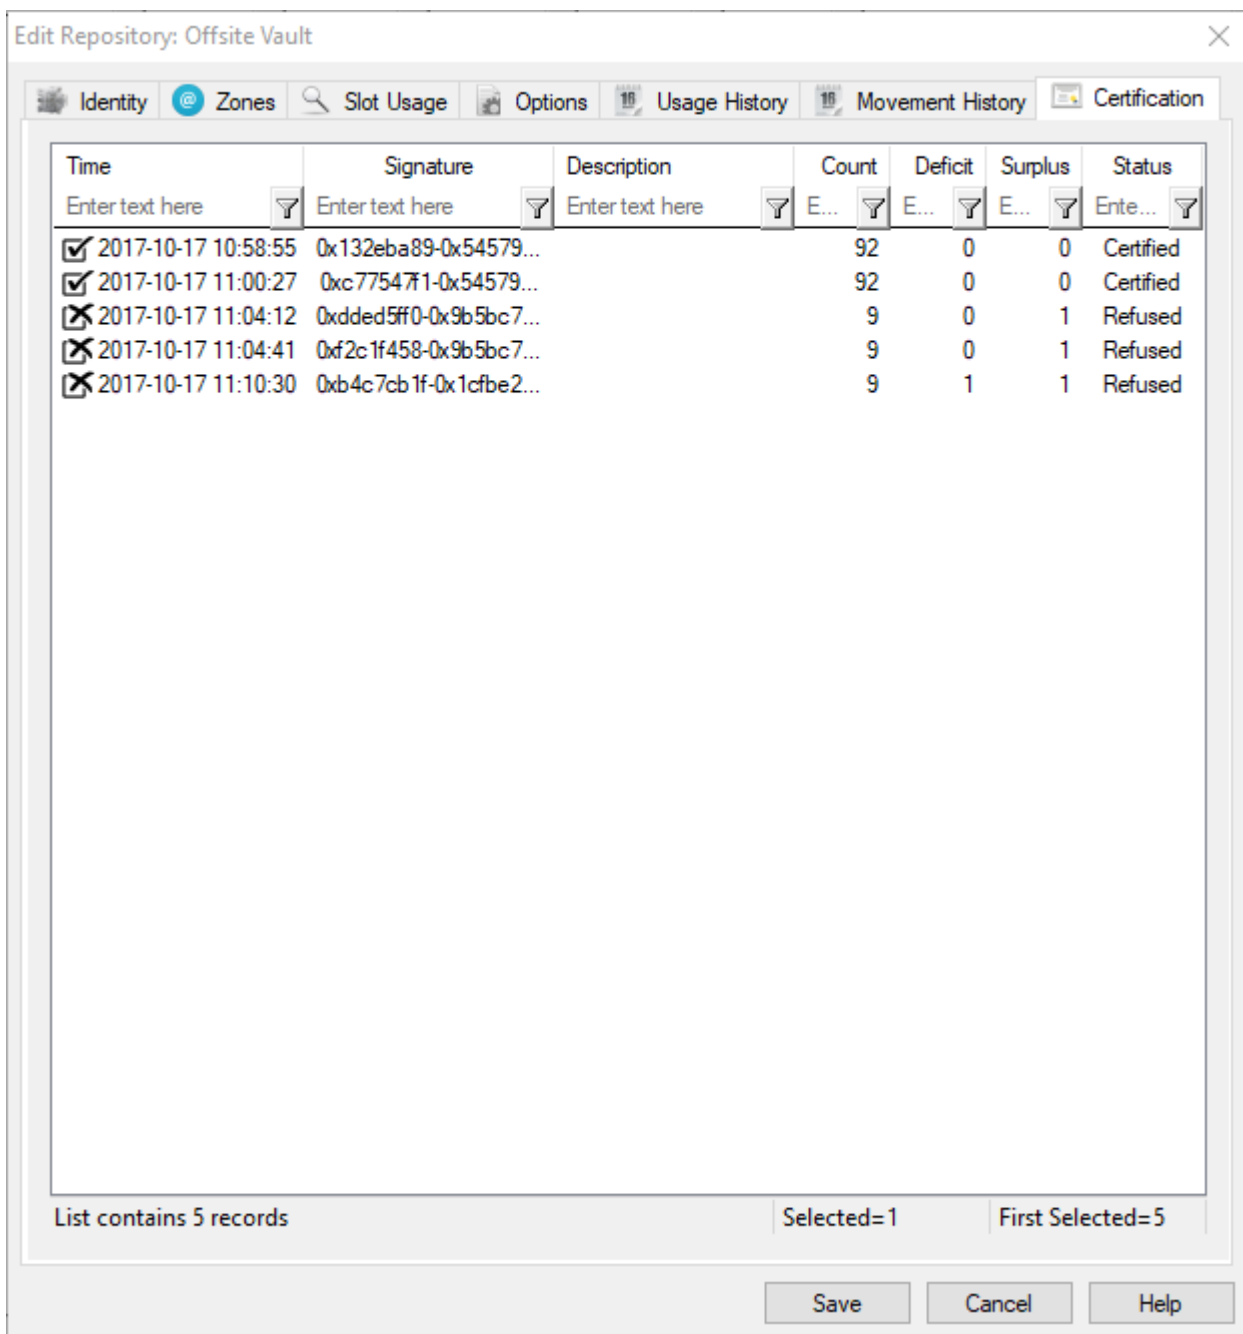 Edit Repository: Offsite Vault
Identity Zones Slot Usage Options 16 Usage History 16 Movement History Certification
Time Signature Description Count Deficit Surplus Status
Enter text here Enter text here Enter text here E... E... E... Ente...
2017-10-17 10:58:55 0x132eba89-0x54579... 92 0 0 Certified
2017-10-17 11:00:27 0xc77547f1-0x54579... 92 0 0 Certified
2017-10-17 11:04:12 0xdded5ff0-0x9b5bc7... 9 0 1 Refused
2017-10-17 11:04:41 0xf2c1f458-0x9b5bc7... 9 0 1 Refused
2017-10-17 11:10:30 0xb4c7cb1f-0x1cfbe2... 9 1 1 Refused
List contains 5 records Selected=1 First Selected=5
Save Cancel Help